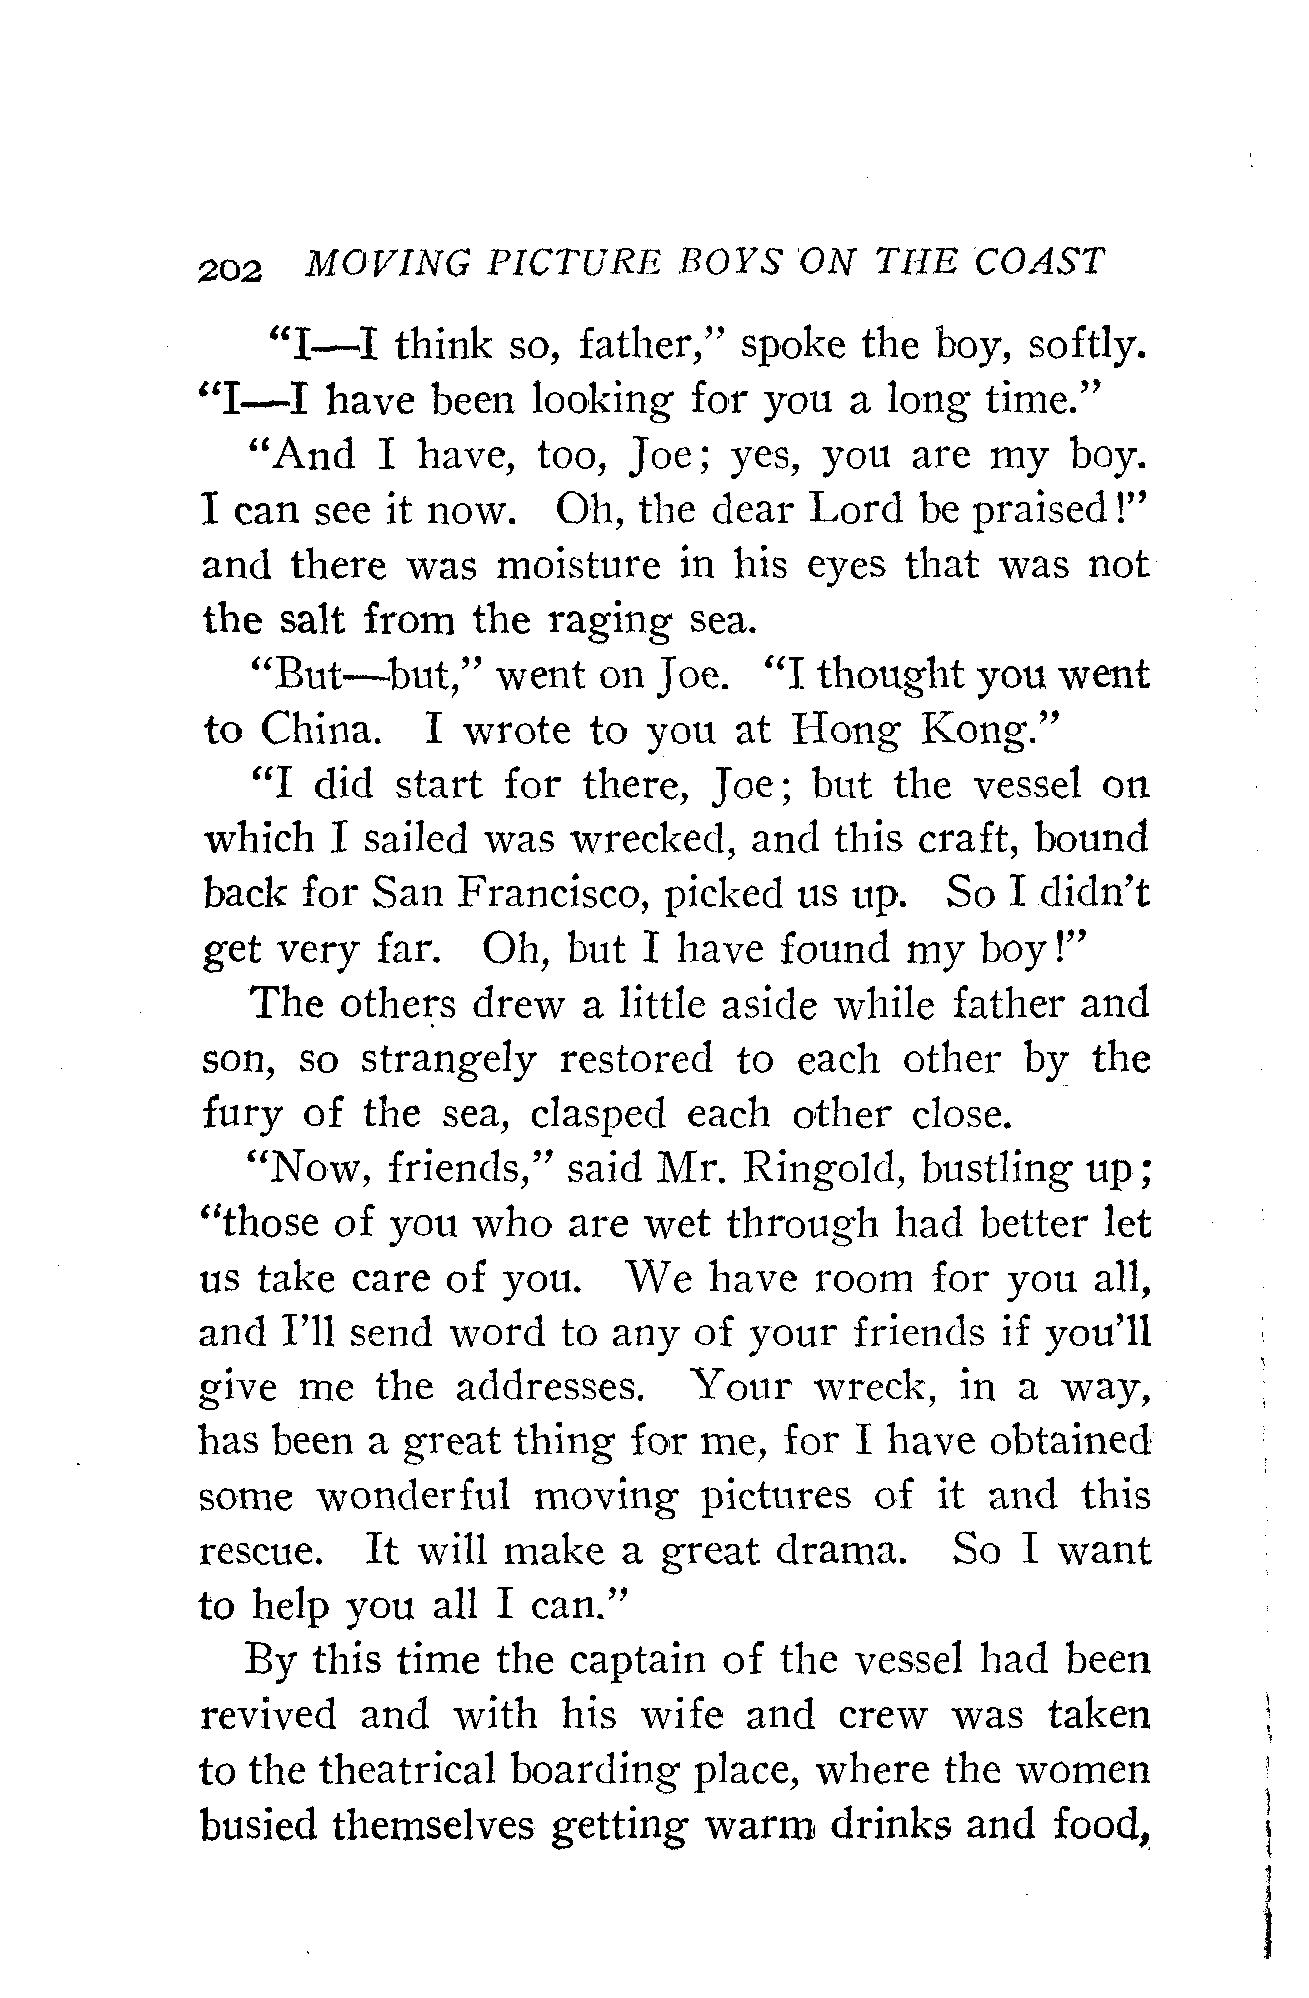 202 MOVING PICTURE BOYS ON THE COAST
“I—I think so, father,” spoke the boy, softly.
“I—I have been looking for you a long time.”
“And I have, too, Joe; yes, you are my boy.
I can see it now. Oh, the dear Lord be praised!”
and there was moisture in his eyes that was not
the salt from the raging sea.
“But—but,” went on Joe. “I thought you went
to China. I wrote to you at Hong Kong.”
“I did start for there, Joe; but the vessel on
which I sailed was wrecked, and this craft, bound
back for San Francisco, picked us up. So I didn’t
get very far. Oh, but I have found my boy!”
The others drew a little aside while father and
son, so strangely restored to each other by the
fury of the sea, clasped each other close.
“Now, friends,” said Mr. Ringold, bustling up;
“those of you who are wet through had better let
us take care of you. We have room for you all,
and I’ll send word to any of your friends if you’ll
give me the addresses. Your wreck, in a way,
has been a great thing for me, for I have obtained
some wonderful moving pictures of it and this
rescue. It will make a great drama. So I want
to help you all I can.”
By this time the captain of the vessel had been
revived and with his wife and crew was taken
to the theatrical boarding place, where the women
busied themselves getting warm drinks and food,